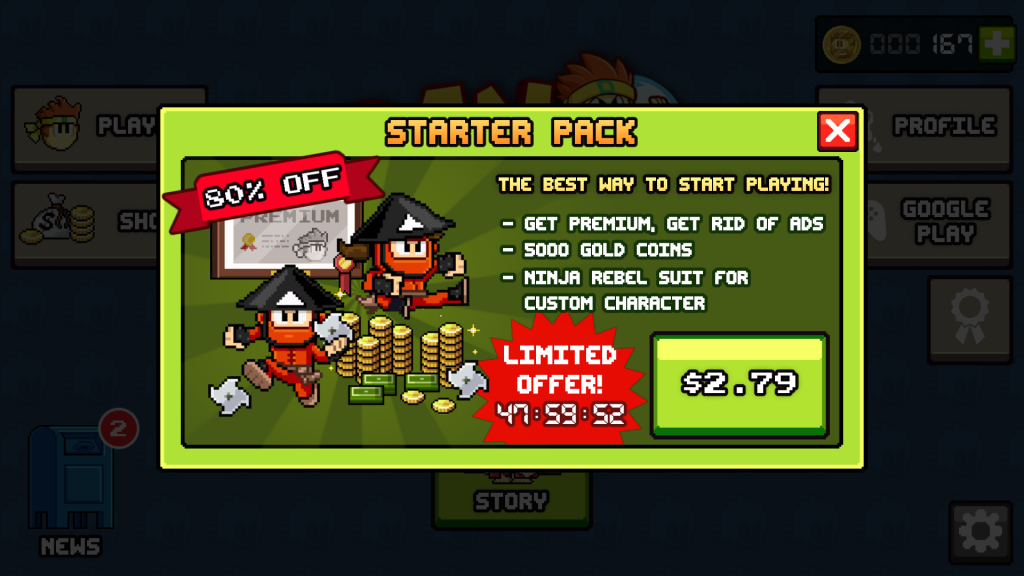 000 167
PLAY
PROFILE
SHO
GOOGLE
PLAY
STARTER PACK
80% OFF
PREMIUM
THE BEST WAY TO START PLAYING!
- GET PREMIUM, GET RID OF ADS
- 5000 GOLD COINS
- NINJA REBEL SUIT FOR
CUSTOM CHARACTER
LIMITED
OFFER!
47:59:52
$2.79
2
NEWS
STORY